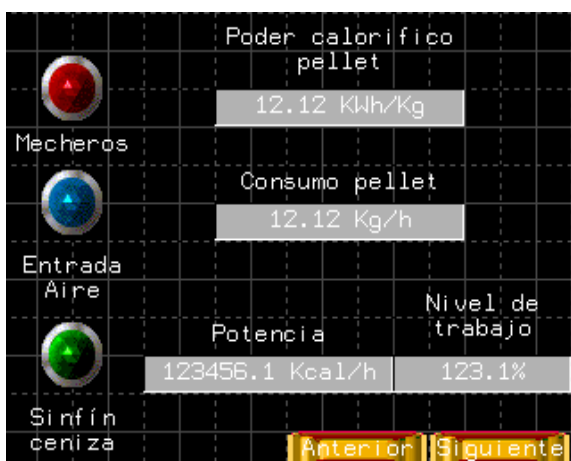 Poder calorifico
pellet
12.12 KWh/Kg
Mecheros
Consumo pellet
12.12 Kg/h
Entrada
Aire
Nivel de
trabajo
Potencia
123456.1 Kcal/h
123.1%
Sinfín
ceniza
Anterior
Siguiente